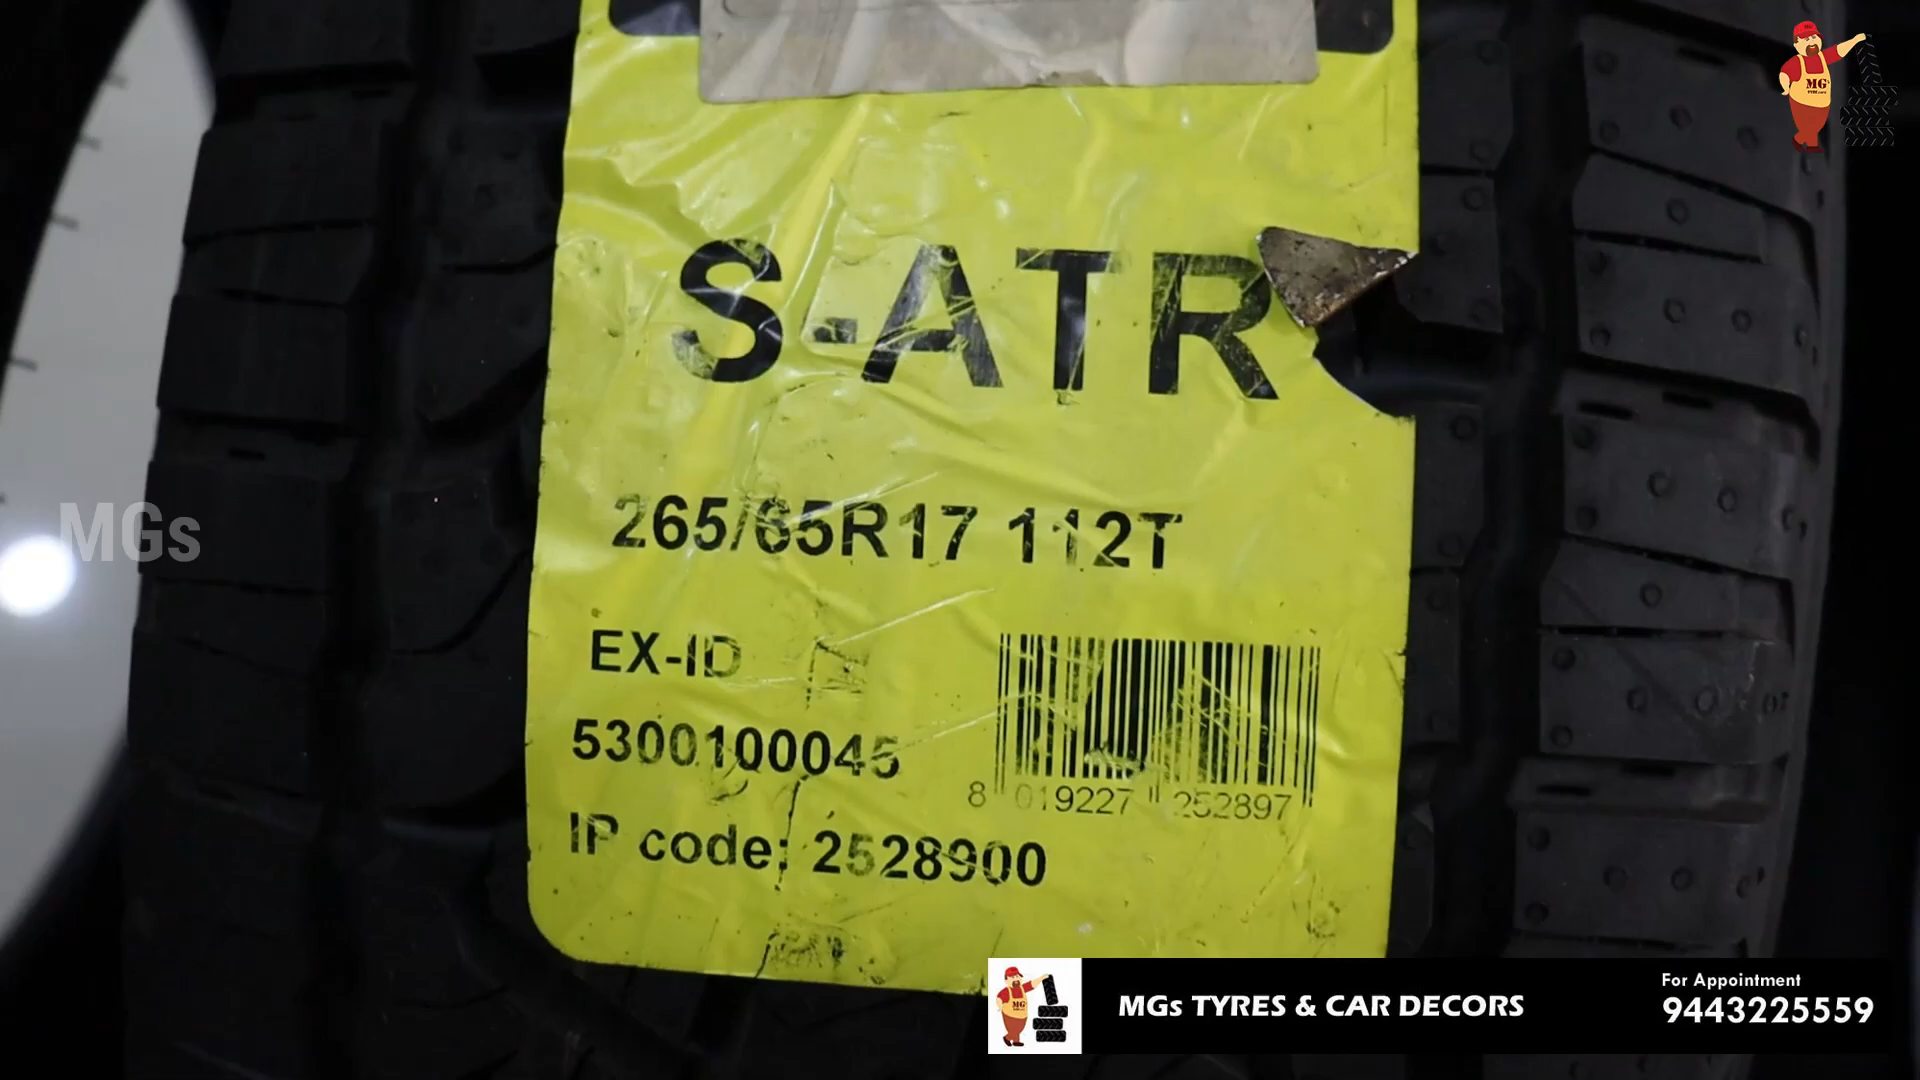 S-ATR
265/65R17 112T
EX-ID
5300100045
8 019227 252897
IP code: 2528900
MGs
MGs
MGs TYRES & CAR DECORS
For Appointment
9443225559